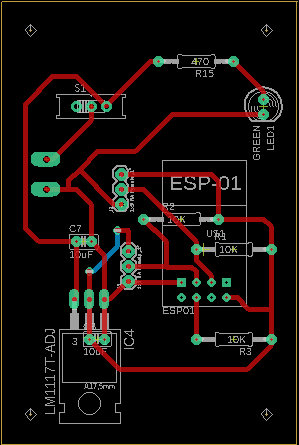 470
R15
S1
GREEN
LED1
ESP-01
R2
10K
US1
R1
10K
C7
10uF
ESP01
3
10uF
IC4
10K
R3
LM1117T-ADJ
A17,5mm